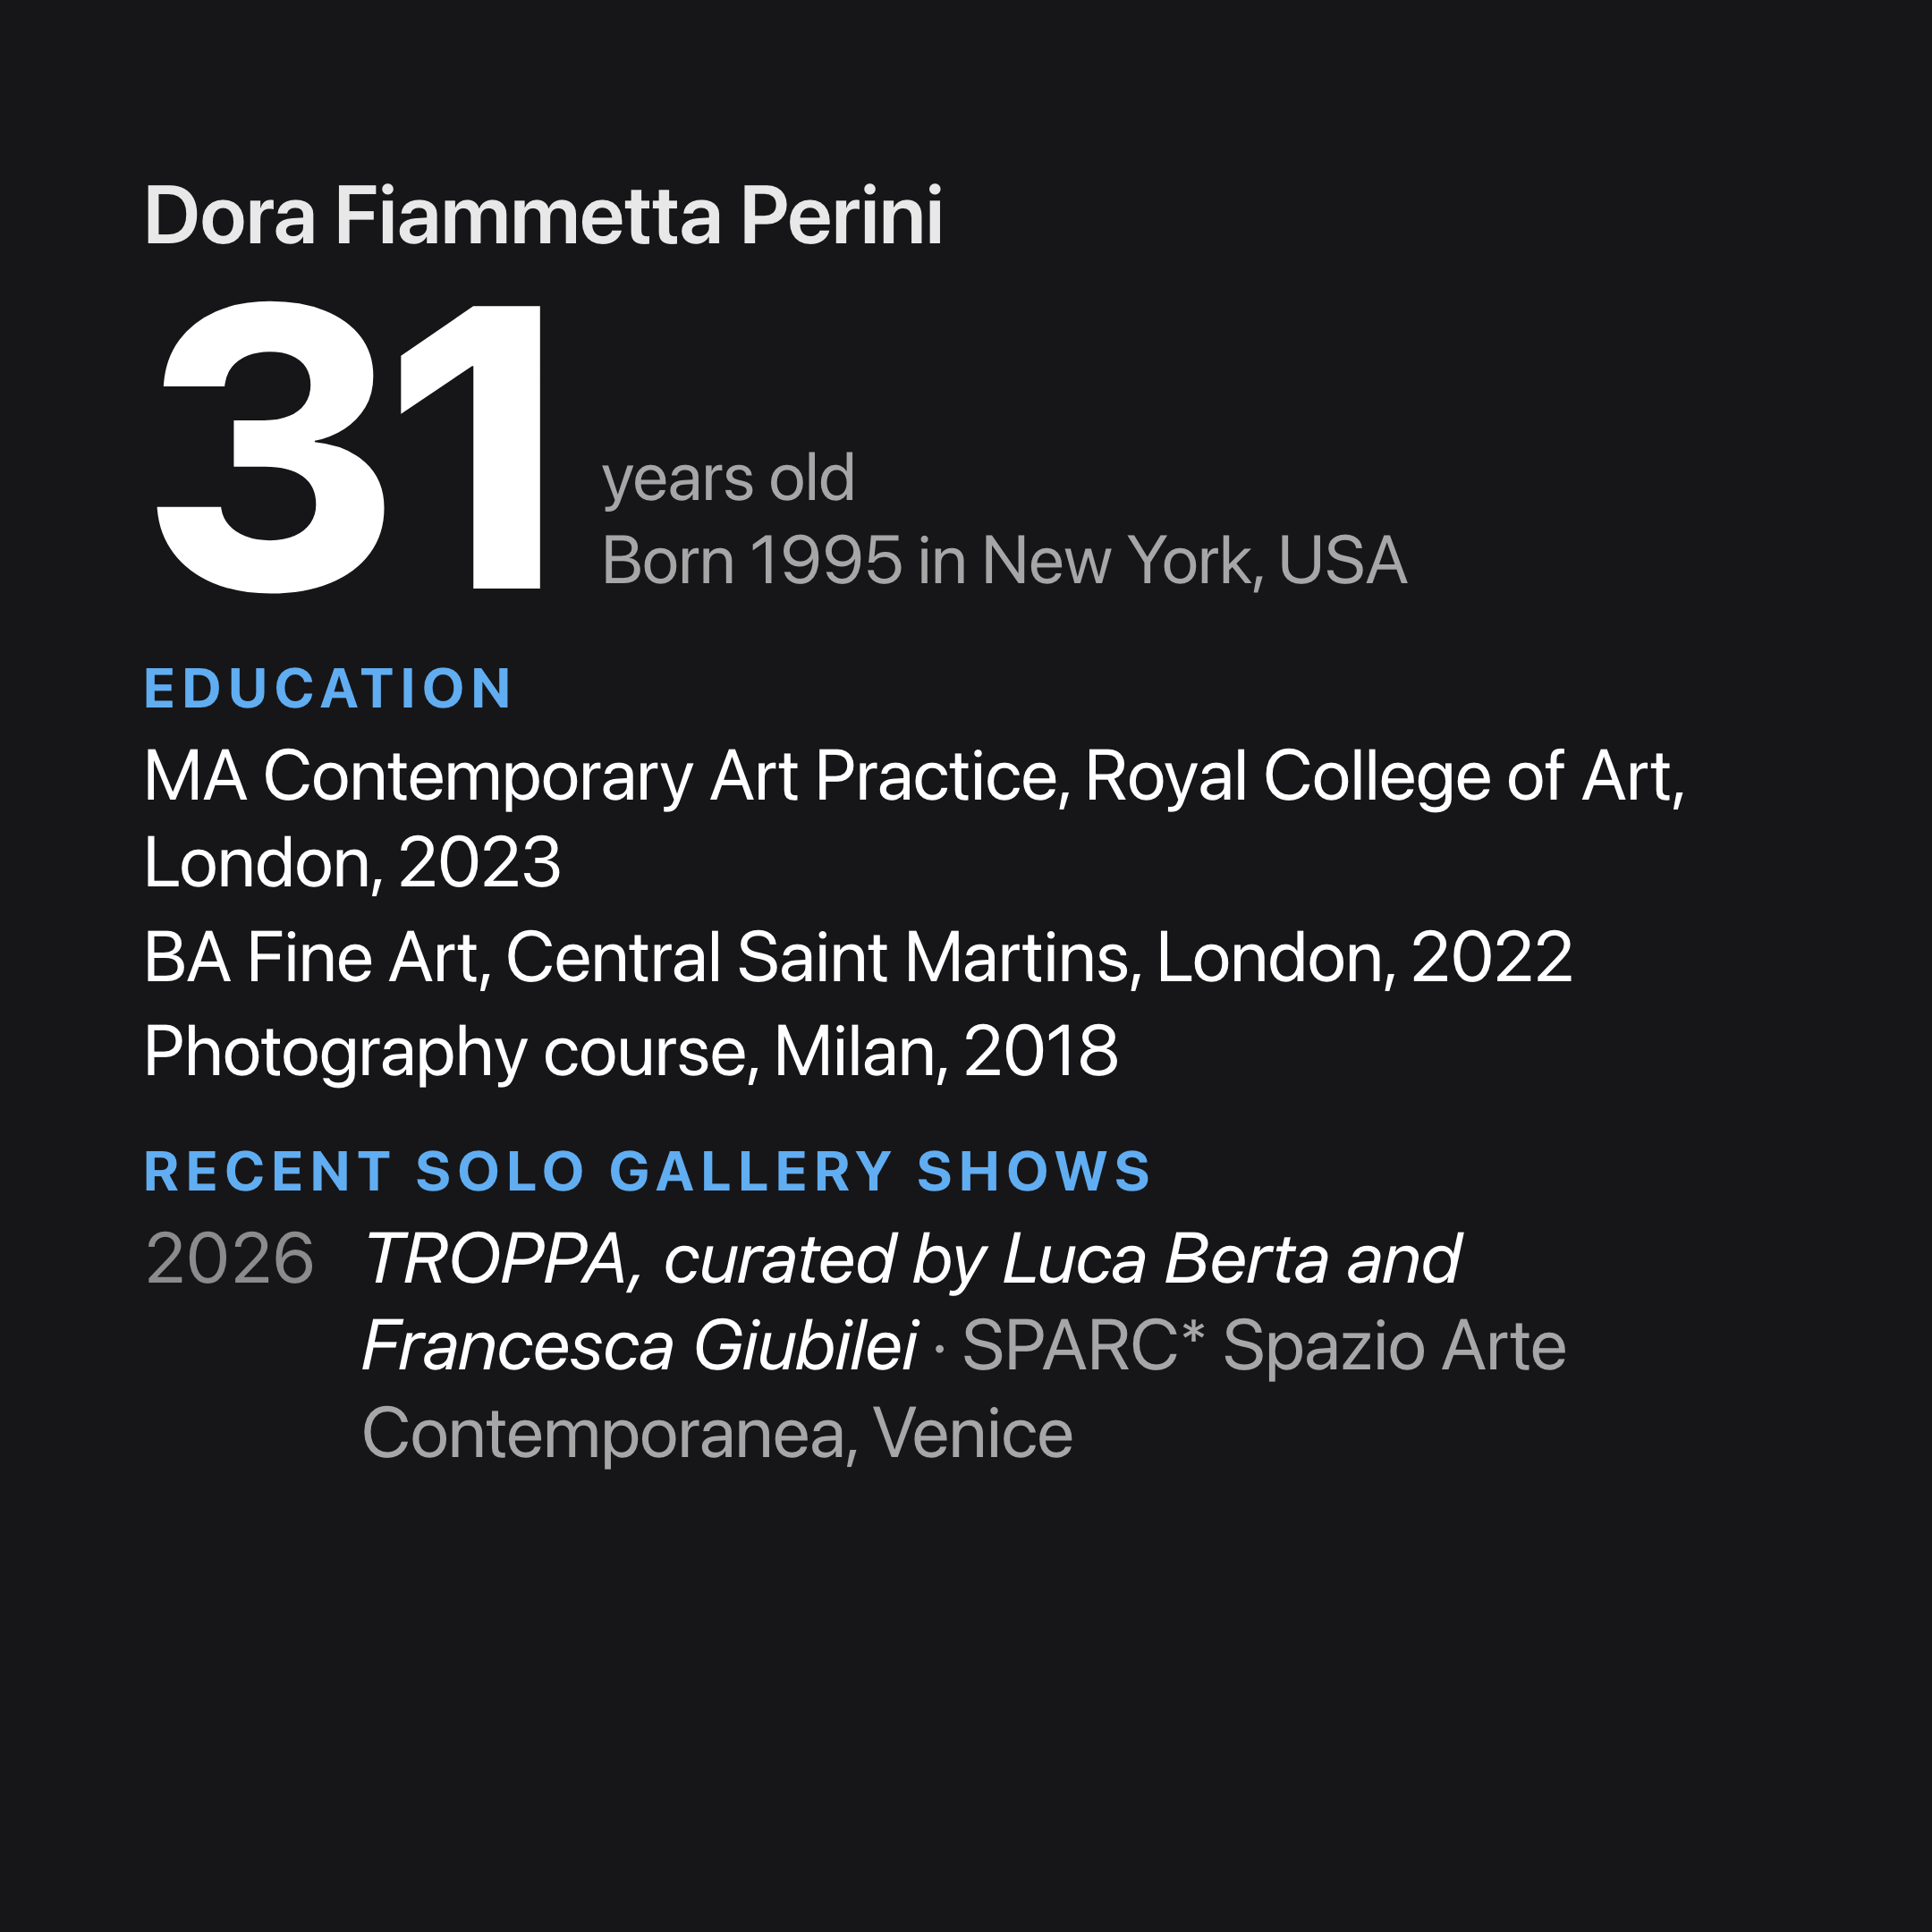 Dora Fiammetta Perini
31
years old
Born 1995 in New York, USA
EDUCATION
MA Contemporary Art Practice, Royal College of Art,
London, 2023
BA Fine Art, Central Saint Martins, London, 2022
Photography course, Milan, 2018
RECENT SOLO GALLERY SHOWS
2026 TROPPA, curated by Luca Berta and
Francesca Giubilei · SPARC* Spazio Arte
Contemporanea, Venice